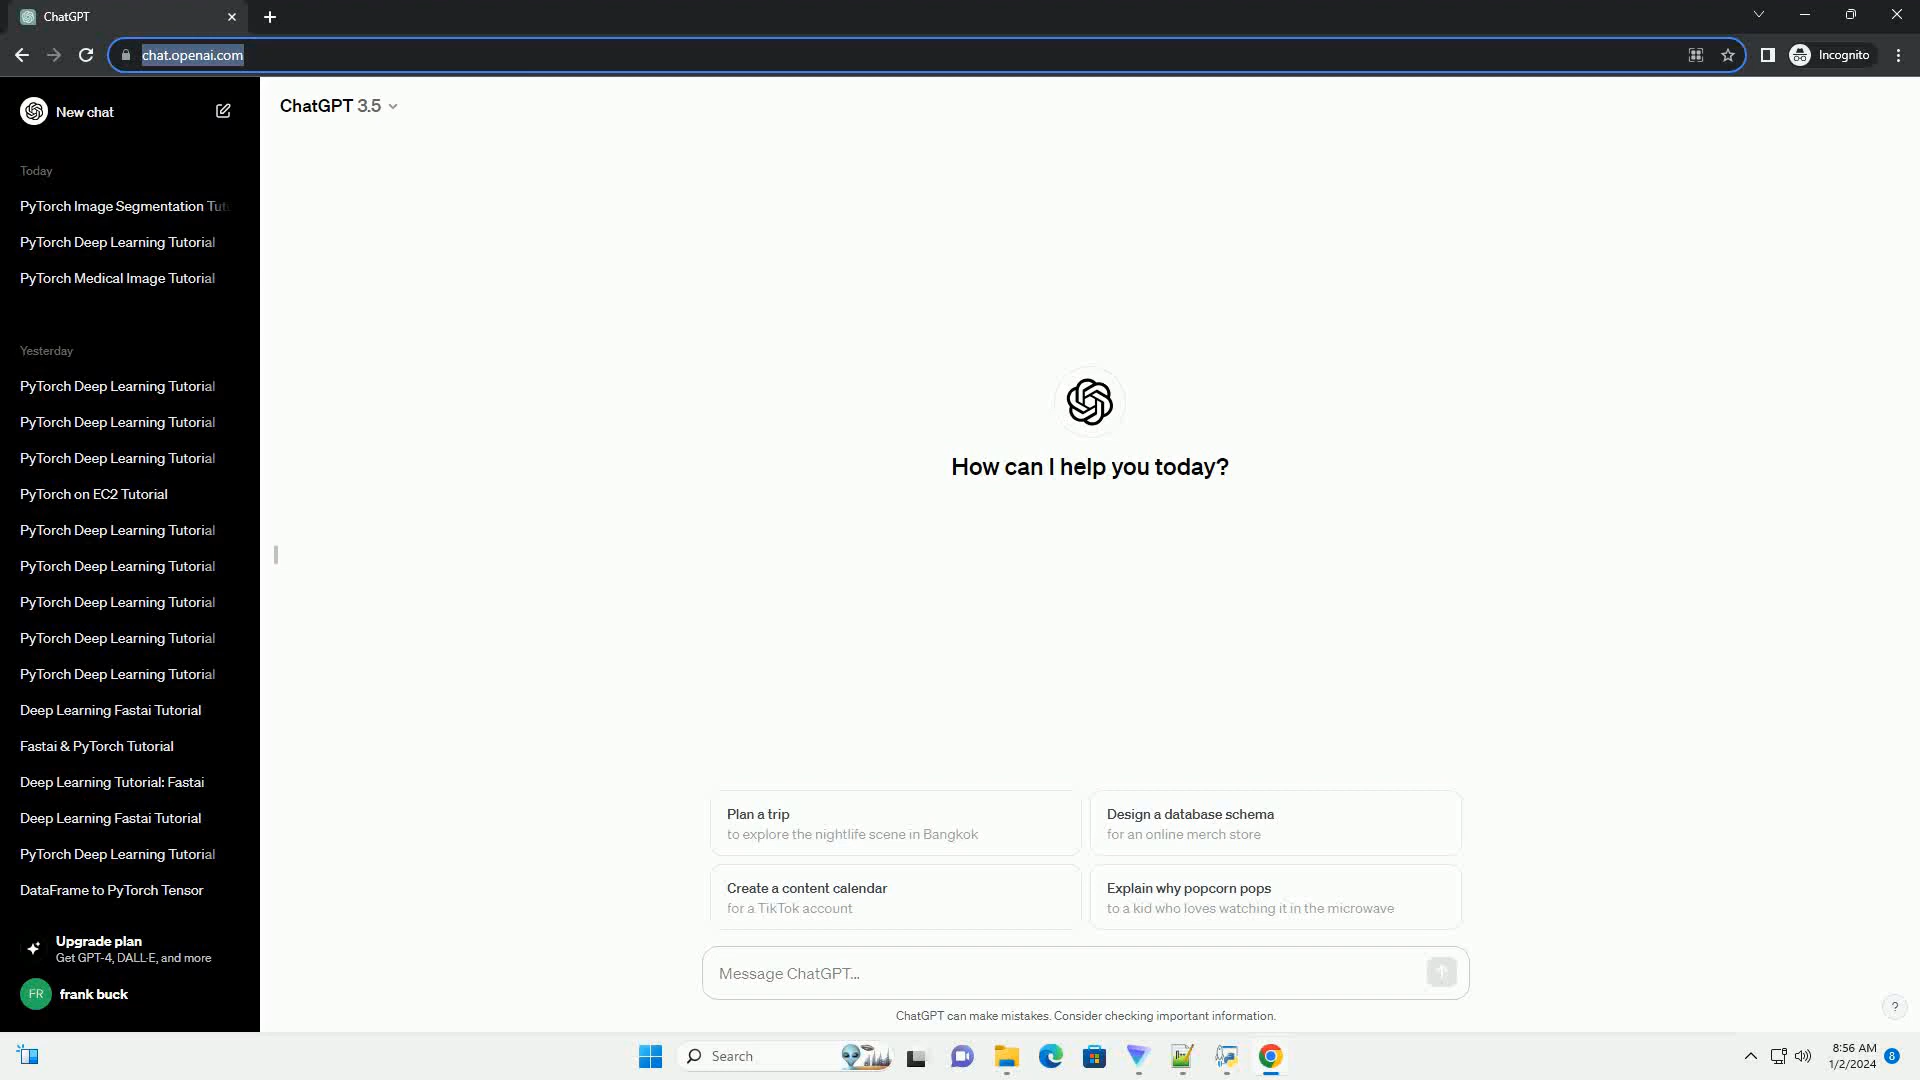 ChatGPT
chat.openai.com
Incognito
New chat
ChatGPT 3.5
Today
PyTorch Image Segmentation Tut
PyTorch Deep Learning Tutorial
PyTorch Medical Image Tutorial
Yesterday
PyTorch Deep Learning Tutorial
PyTorch Deep Learning Tutorial
PyTorch Deep Learning Tutorial
PyTorch on EC2 Tutorial
PyTorch Deep Learning Tutorial
PyTorch Deep Learning Tutorial
PyTorch Deep Learning Tutorial
PyTorch Deep Learning Tutorial
PyTorch Deep Learning Tutorial
Deep Learning Fastai Tutorial
Fastai & PyTorch Tutorial
Deep Learning Tutorial: Fastai
Deep Learning Fastai Tutorial
PyTorch Deep Learning Tutorial
DataFrame to PyTorch Tensor
Upgrade plan
Get GPT-4, DALL·E, and more
FR
frank buck
How can I help you today?
Plan a trip
to explore the nightlife scene in Bangkok
Design a database schema
for an online merch store
Create a content calendar
for a TikTok account
Explain why popcorn pops
to a kid who loves watching it in the microwave
Message ChatGPT...
ChatGPT can make mistakes. Consider checking important information.
?
Search
8:56 AM
1/2/2024
8